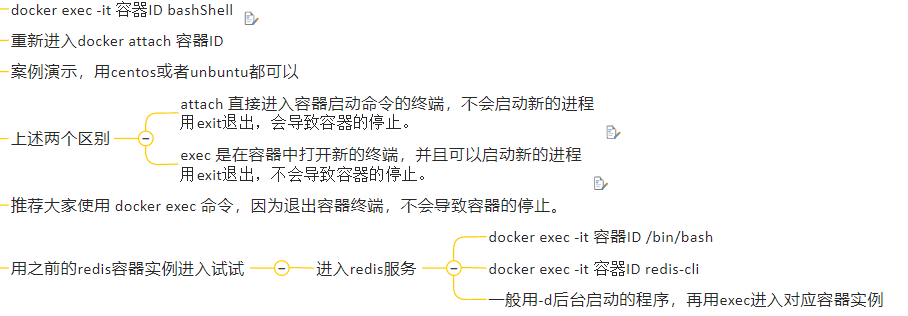 docker exec -it 容器ID bashShell
重新进入docker attach 容器ID
案例演示，用centos或者unbuntu都可以
上述两个区别
attach 直接进入容器启动命令的终端，不会启动新的进程
用exit退出，会导致容器的停止。
exec 是在容器中打开新的终端，并且可以启动新的进程
用exit退出，不会导致容器的停止。
推荐大家使用 docker exec 命令，因为退出容器终端，不会导致容器的停止。
用之前的redis容器实例进入试试
进入redis服务
docker exec -it 容器ID /bin/bash
docker exec -it 容器ID redis-cli
一般用-d后台启动的程序，再用exec进入对应容器实例